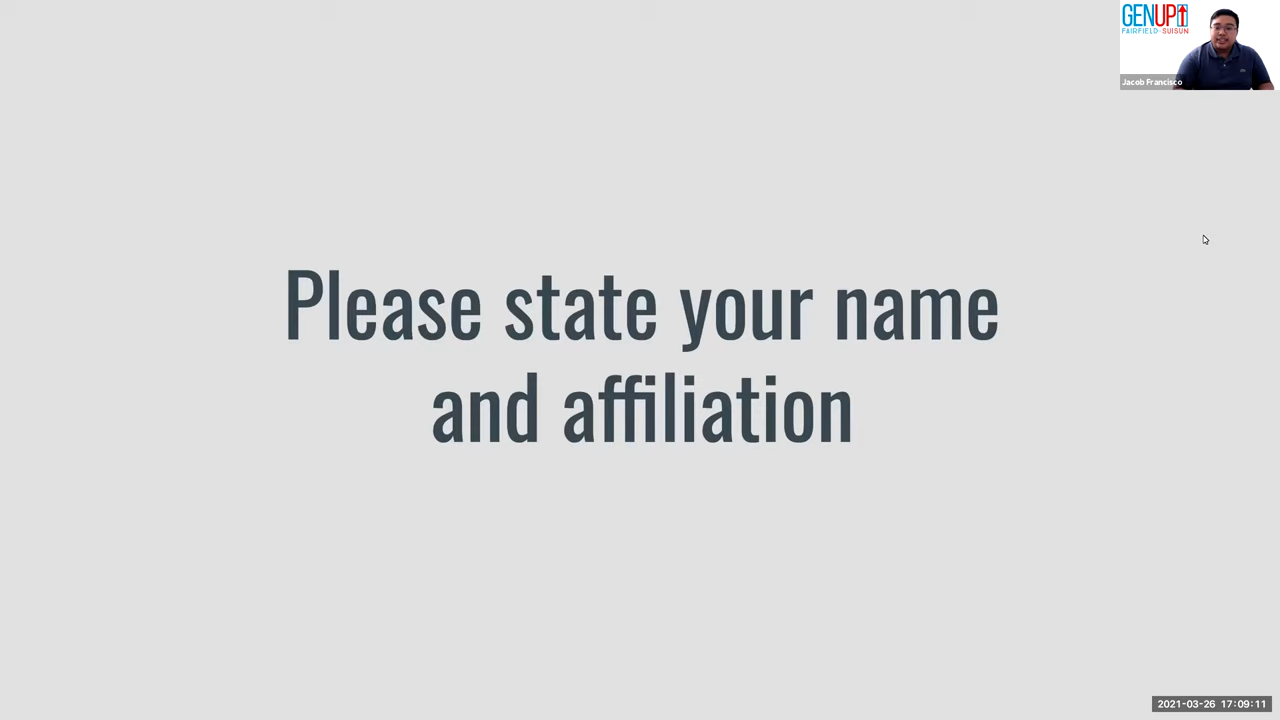 GENUP
FAIRFIELD-SUISUN
Jacob Francisco
Please state your name
and affiliation
2021-03-26 17:09:11